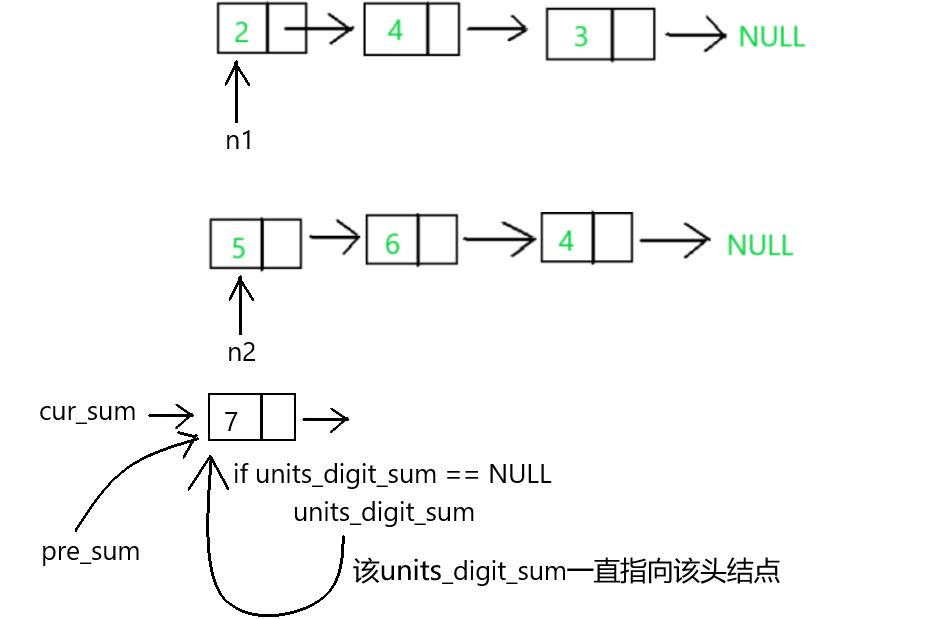 2 4 3 NULL
n1
5 6 4 NULL
n2
cur_sum 7
if units_digit_sum == NULL
units_digit_sum
pre_sum
该units_digit_sum一直指向该头结点